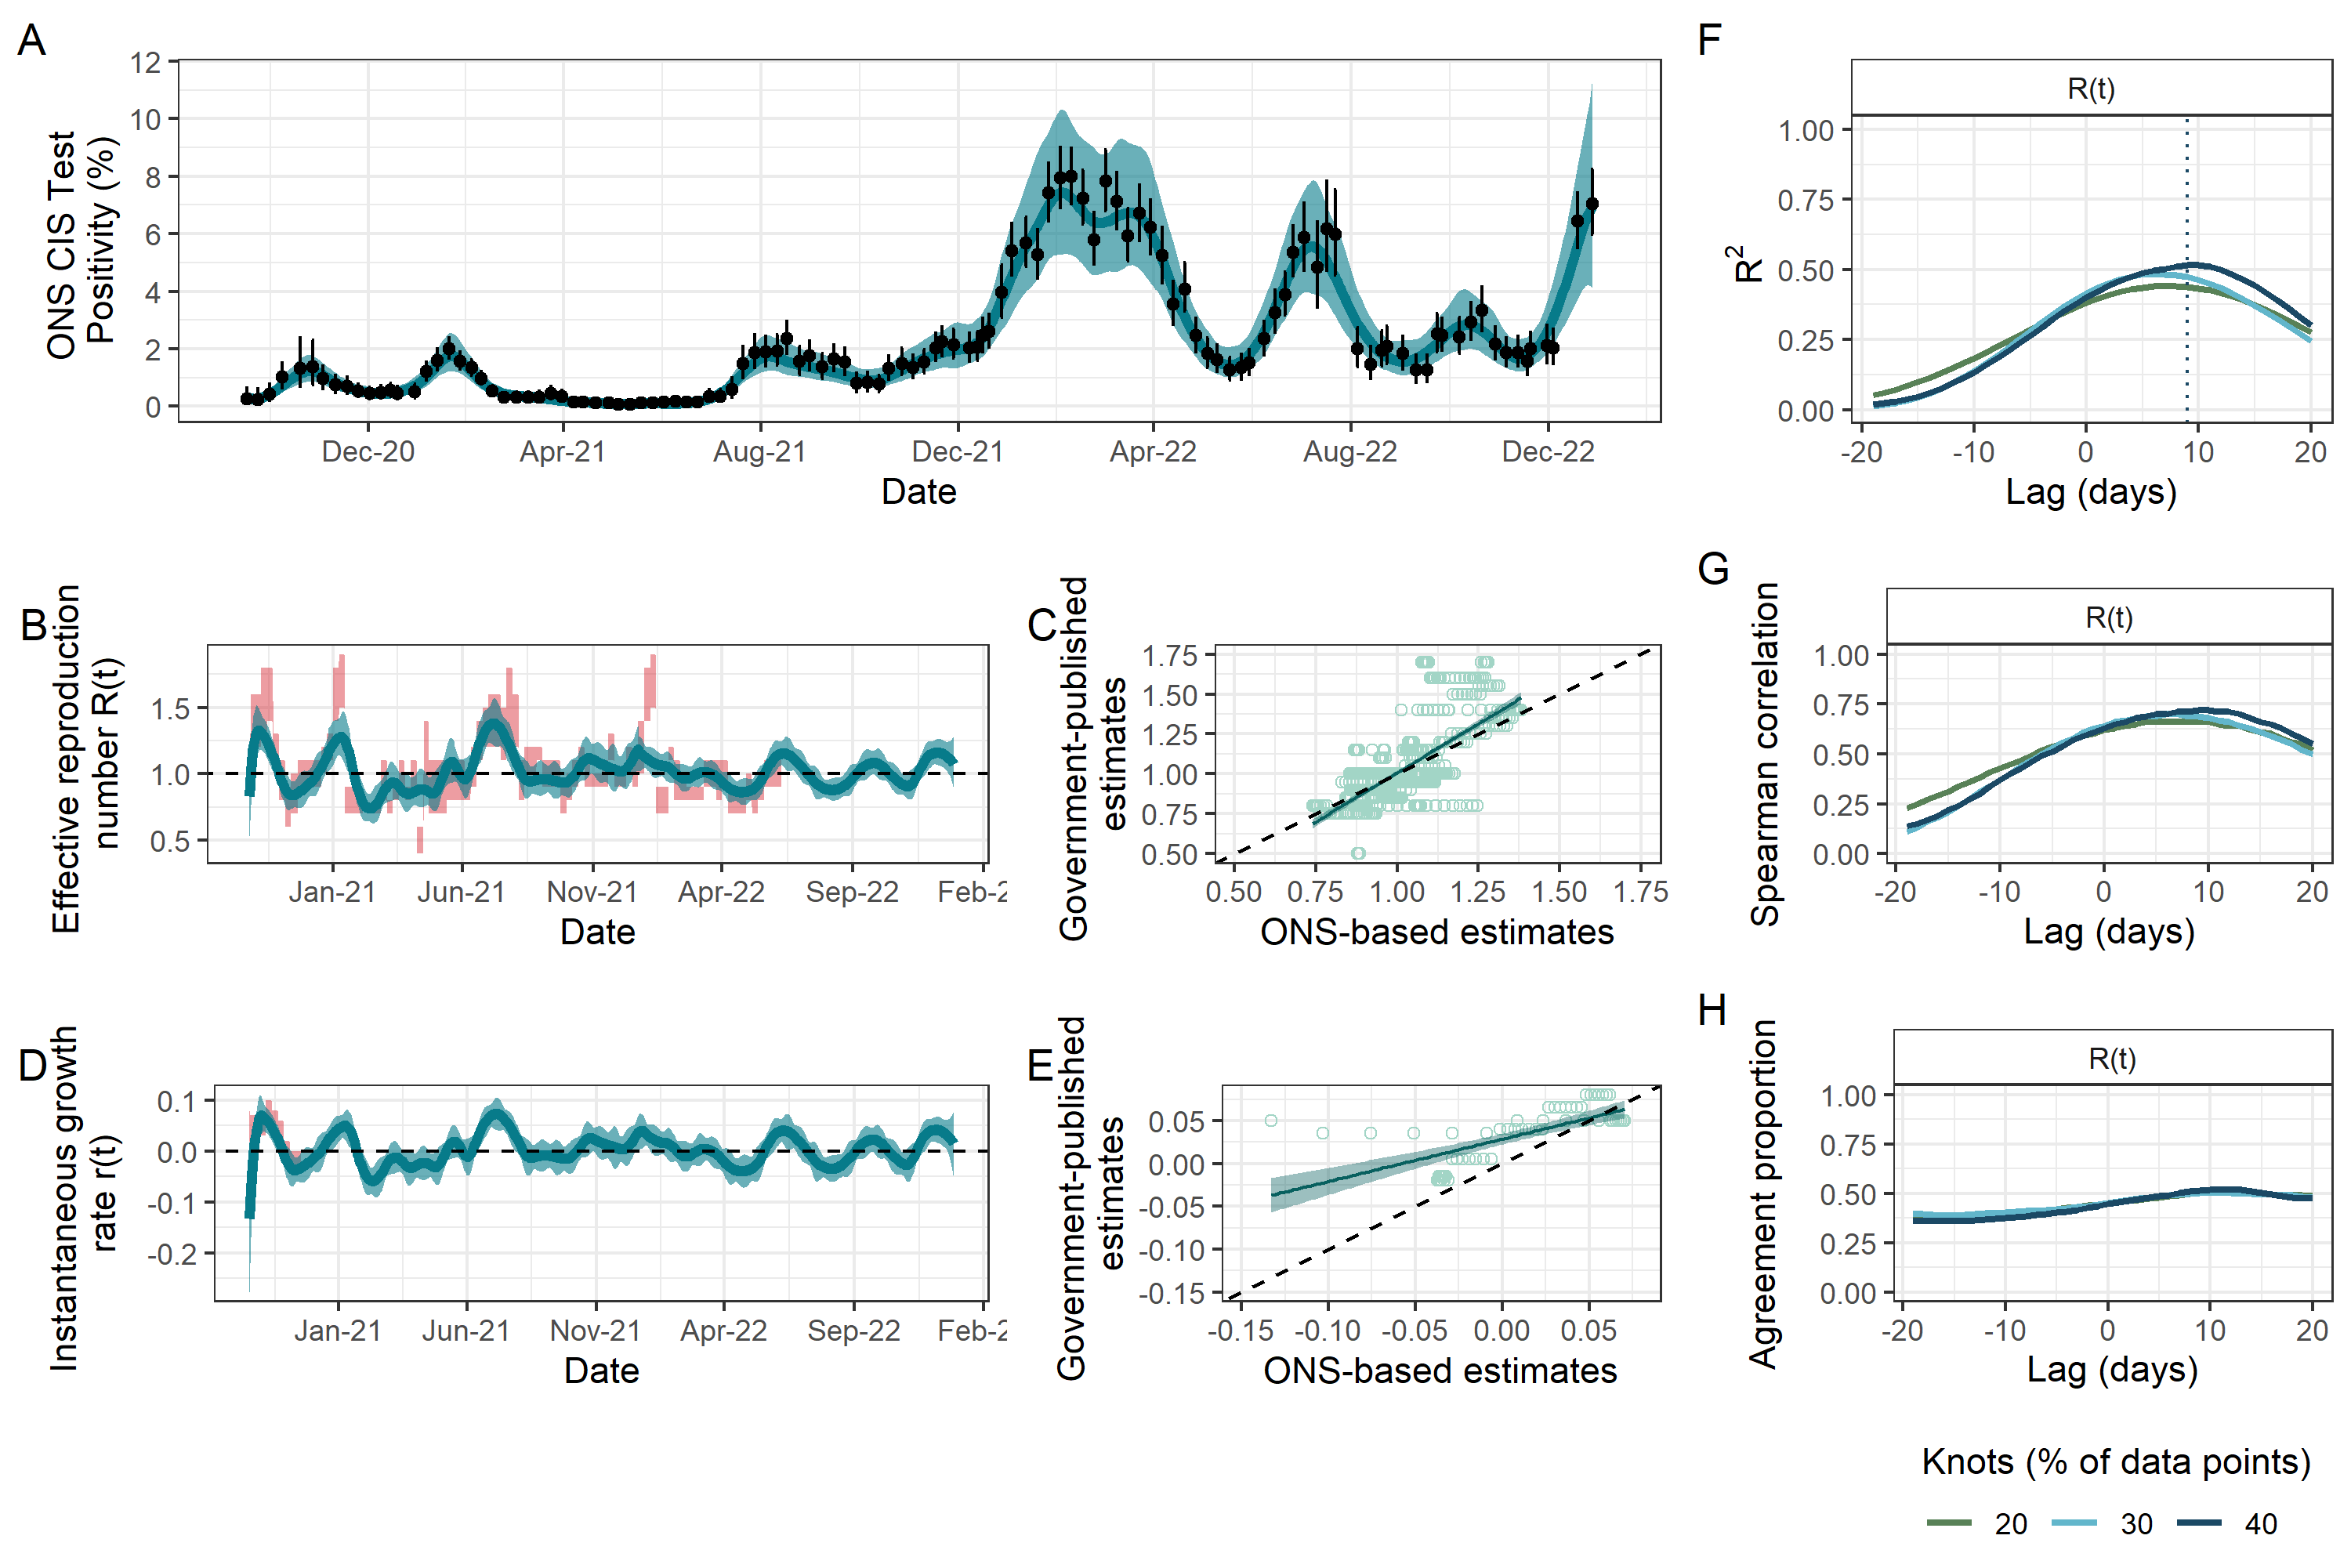 A
ONS CIS Test
Positivity (%)
12
10
8
6
4
2
0
Dec-20 Apr-21 Aug-21 Dec-21 Apr-22 Aug-22 Dec-22
Date
F
R(t)
R2
1.00
0.75
0.50
0.25
0.00
-20 -10 0 10 20
Lag (days)
B
Effective reproduction
number R(t)
1.5
1.0
0.5
Jan-21 Jun-21 Nov-21 Apr-22 Sep-22 Feb-2
Date
C
Government-published
estimates
1.75
1.50
1.25
1.00
0.75
0.50
0.50 0.75 1.00 1.25 1.50 1.75
ONS-based estimates
G
R(t)
Spearman correlation
1.00
0.75
0.50
0.25
0.00
-20 -10 0 10 20
Lag (days)
D
Instantaneous growth
rate r(t)
0.1
0.0
-0.1
-0.2
Jan-21 Jun-21 Nov-21 Apr-22 Sep-22 Feb-2
Date
E
Government-published
estimates
0.05
0.00
-0.05
-0.10
-0.15
-0.15 -0.10 -0.05 0.00 0.05
ONS-based estimates
H
R(t)
Agreement proportion
1.00
0.75
0.50
0.25
0.00
-20 -10 0 10 20
Lag (days)
Knots (% of data points)
20 30 40